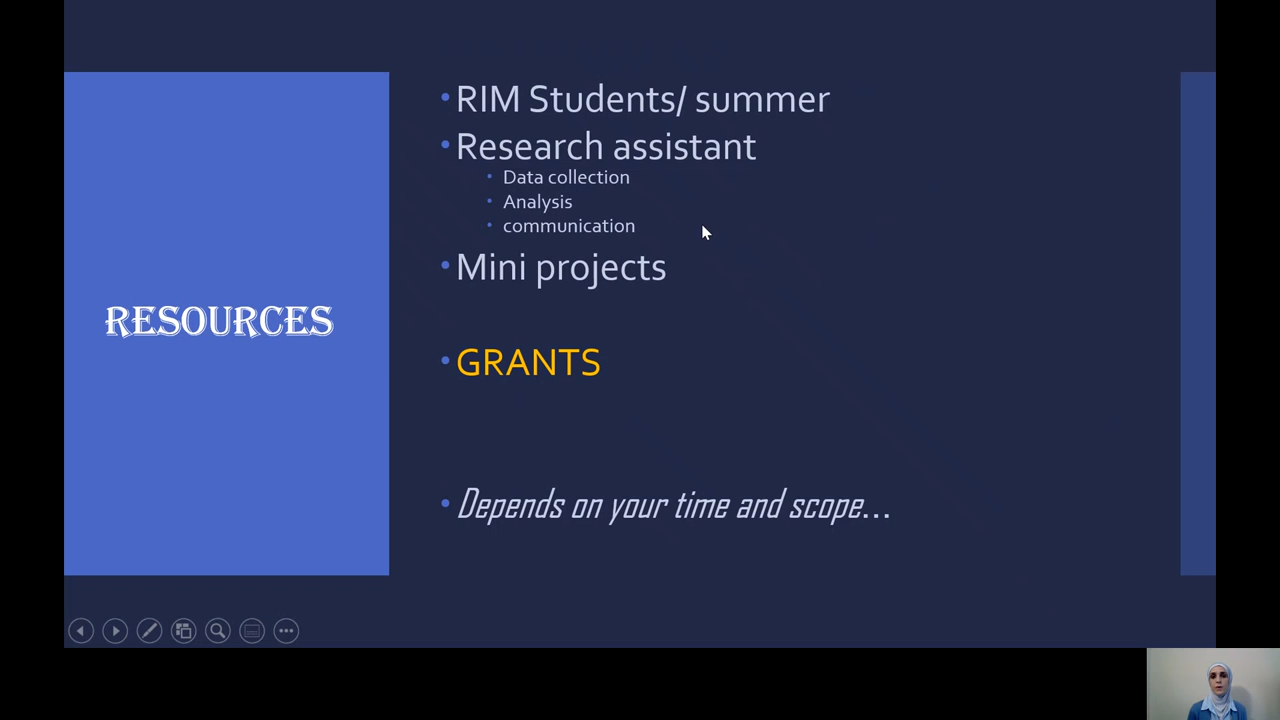 RESOURCES
• RIM Students/ summer
• Research assistant
• Data collection
• Analysis
• communication
• Mini projects
• GRANTS
• Depends on your time and scope...